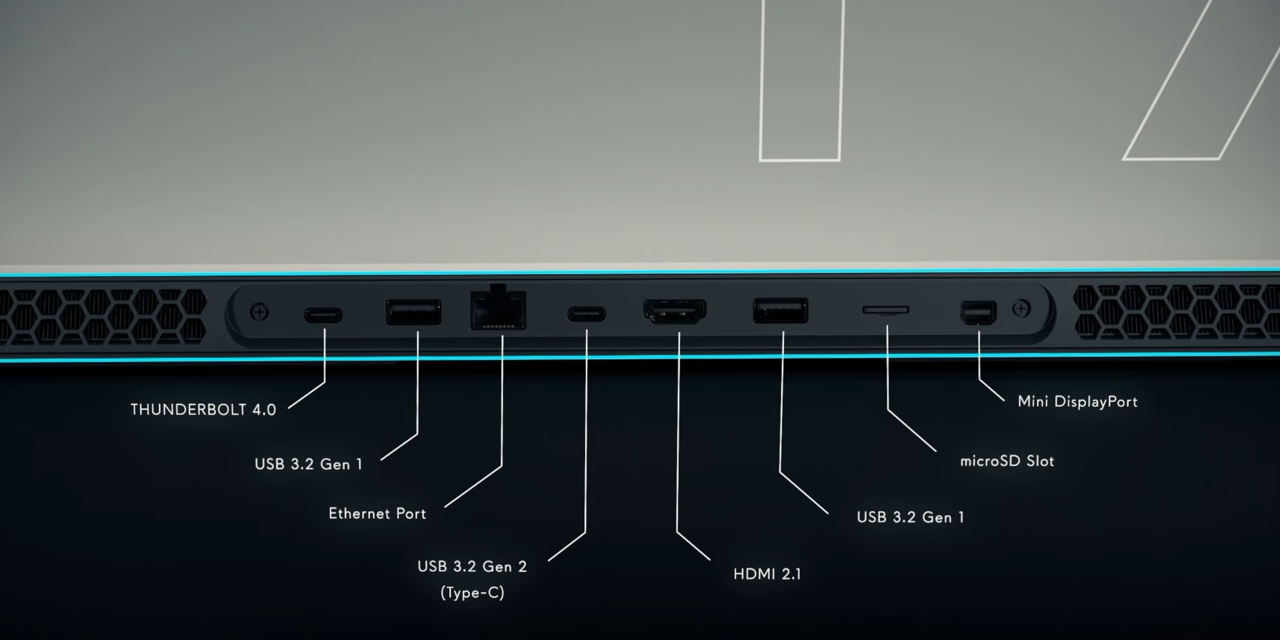 THUNDERBOLT 4.0
Mini DisplayPort
USB 3.2 Gen 1
microSD Slot
Ethernet Port
USB 3.2 Gen 1
USB 3.2 Gen 2
(Type-C)
HDMI 2.1